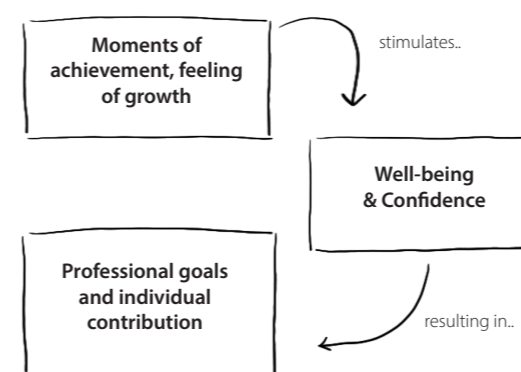 Moments of
achievement, feeling
of growth
stimulates..
Well-being
& Confidence
Professional goals
and individual
contribution
resulting in..